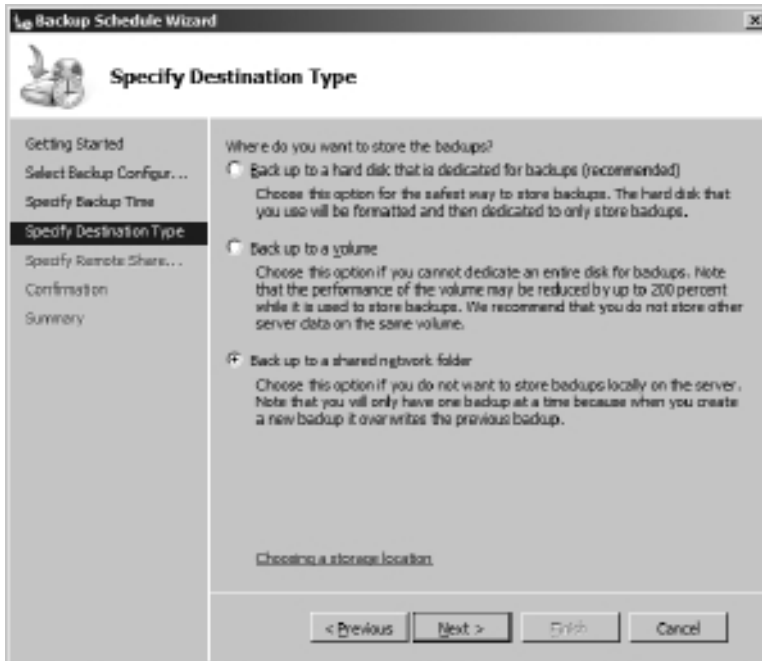 Backup Schedule Wizard
Specify Destination Type
Getting Started
Select Backup Configur...
Specify Backup Time
Specify Destination Type
Specify Remote Share...
Confirmation
Summary
Where do you want to store the backups?
Back up to a hard disk that is dedicated for backups (recommended)
Choose this option for the safest way to store backups. The hard disk that
you use will be formatted and then dedicated to only store backups.
Back up to a volume
Choose this option if you cannot dedicate an entire disk for backups. Note
that the performance of the volume may be reduced by up to 200 percent
while it is used to store backups. We recommend that you do not store other
server data on the same volume.
Back up to a shared network folder
Choose this option if you do not want to store backups locally on the server.
Note that you will only have one backup at a time because when you create
a new backup it overwrites the previous backup.
Choosing a storage location
< Previous
Next >
Finish
Cancel